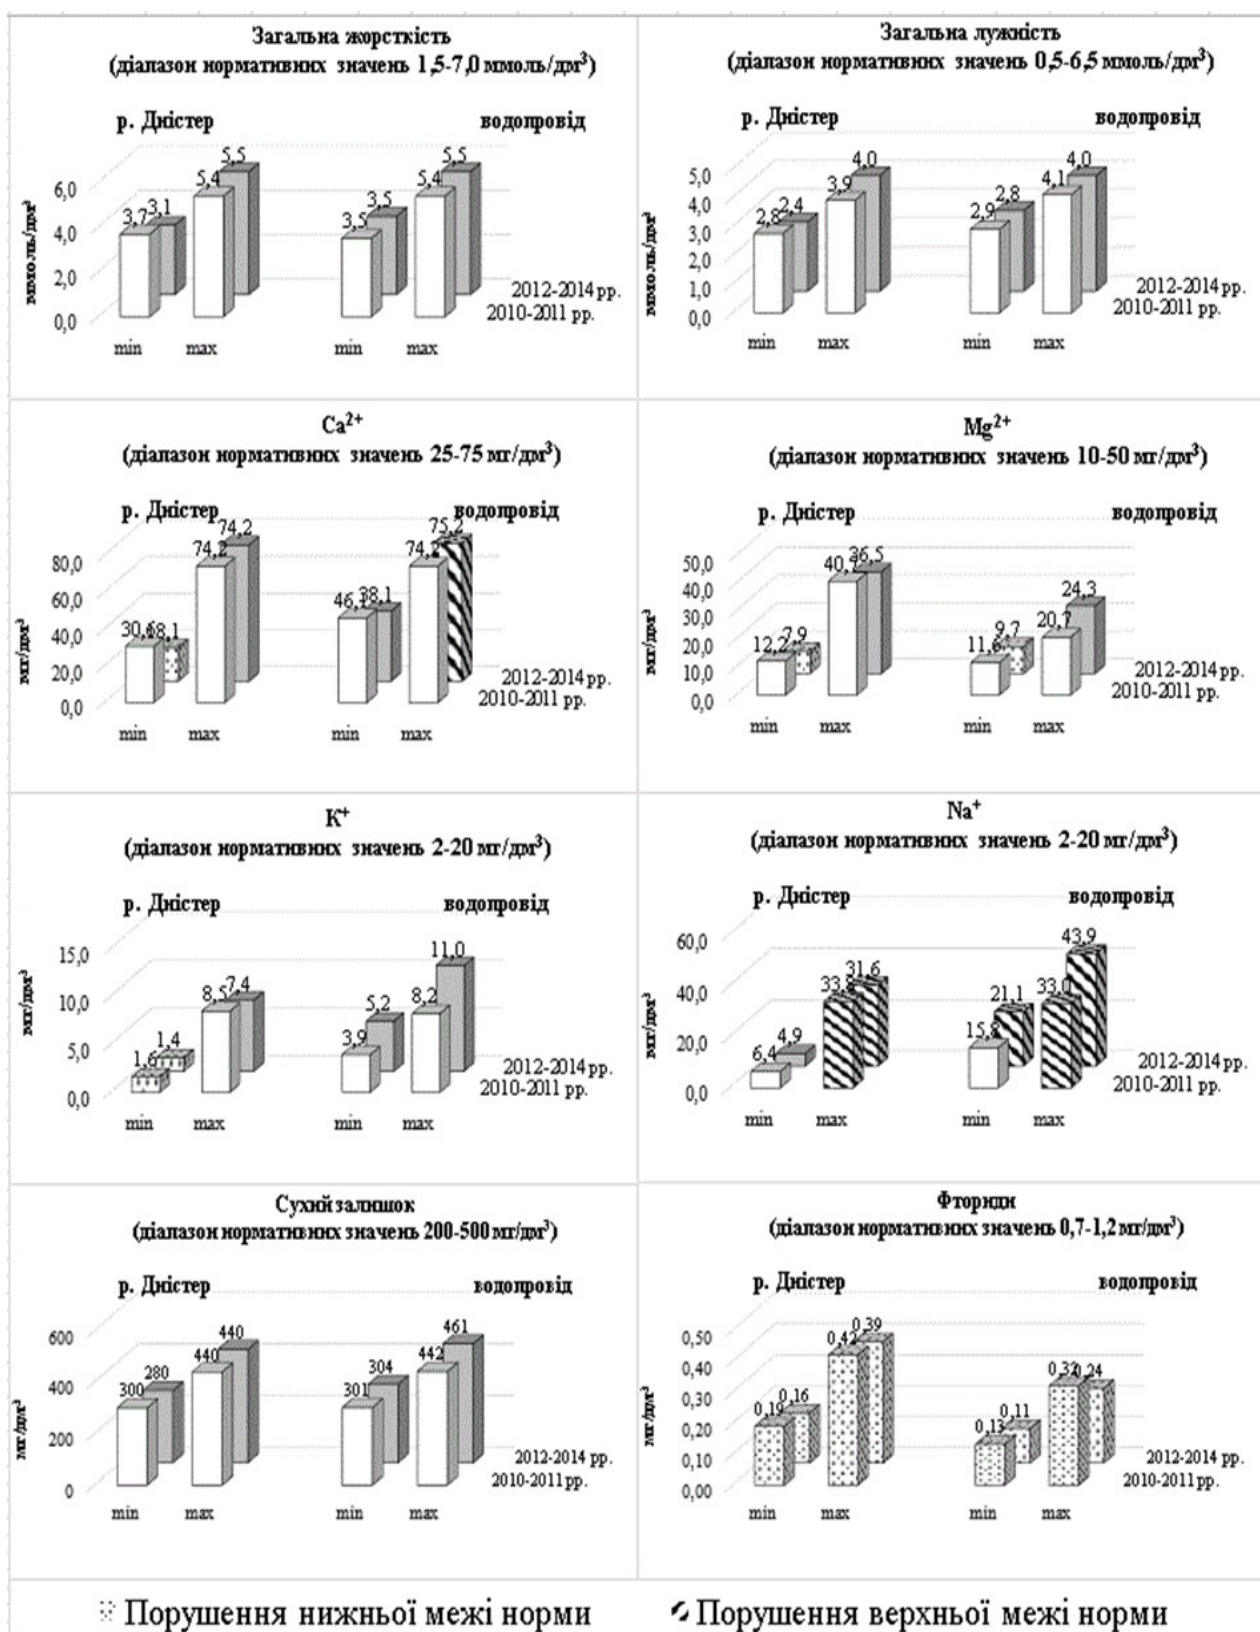 Загальна жорсткість
(діапазон нормативних значень 1,5-7,0 ммоль/дм³)
р. Дністер
водопровід
ммоль/дм³
6,0
4,0
2,0
0,0
3,7
3,1
5,4
5,5
3,5
3,5
5,4
5,5
min
max
min
max
2012-2014 рр.
2010-2011 рр.
Загальна лужність
(діапазон нормативних значень 0,5-6,5 ммоль/дм³)
р. Дністер
водопровід
ммоль/дм³
5,0
4,0
3,0
2,0
1,0
0,0
2,8
2,4
3,9
4,0
2,9
2,8
4,1
4,0
min
max
min
max
2012-2014 рр.
2010-2011 рр.
Ca²⁺
(діапазон нормативних значень 25-75 мг/дм³)
р. Дністер
водопровід
мг/дм³
80,0
60,0
40,0
20,0
0,0
18,1
74,2
74,2
38,1
74,2
75,2
min
max
min
max
2012-2014 рр.
2010-2011 рр.
Mg²⁺
(діапазон нормативних значень 10-50 мг/дм³)
р. Дністер
водопровід
мг/дм³
50,0
40,0
30,0
20,0
10,0
0,0
12,2
7,9
36,5
11,6
9,7
20,7
24,3
min
max
min
max
2012-2014 рр.
2010-2011 рр.
K⁺
(діапазон нормативних значень 2-20 мг/дм³)
р. Дністер
водопровід
мг/дм³
15,0
10,0
5,0
0,0
1,6
1,4
8,5
7,4
3,9
5,2
8,2
11,0
min
max
min
max
2012-2014 рр.
2010-2011 рр.
Na⁺
(діапазон нормативних значень 2-20 мг/дм³)
р. Дністер
водопровід
мг/дм³
60,0
40,0
20,0
0,0
6,4
4,9
31,6
15,8
21,1
33,0
43,9
min
max
min
max
2012-2014 рр.
2010-2011 рр.
Сухий залишок
(діапазон нормативних значень 200-500 мг/дм³)
р. Дністер
водопровід
мг/дм³
600
400
200
0
300
280
440
440
301
304
442
461
min
max
min
max
2012-2014 рр.
2010-2011 рр.
Фториди
(діапазон нормативних значень 0,7-1,2 мг/дм³)
р. Дністер
водопровід
мг/дм³
0,50
0,40
0,30
0,20
0,10
0,00
0,19
0,16
0,42
0,39
0,13
0,11
0,32
0,24
min
max
min
max
2012-2014 рр.
2010-2011 рр.
Порушення нижньої межі норми
Порушення верхньої межі норми